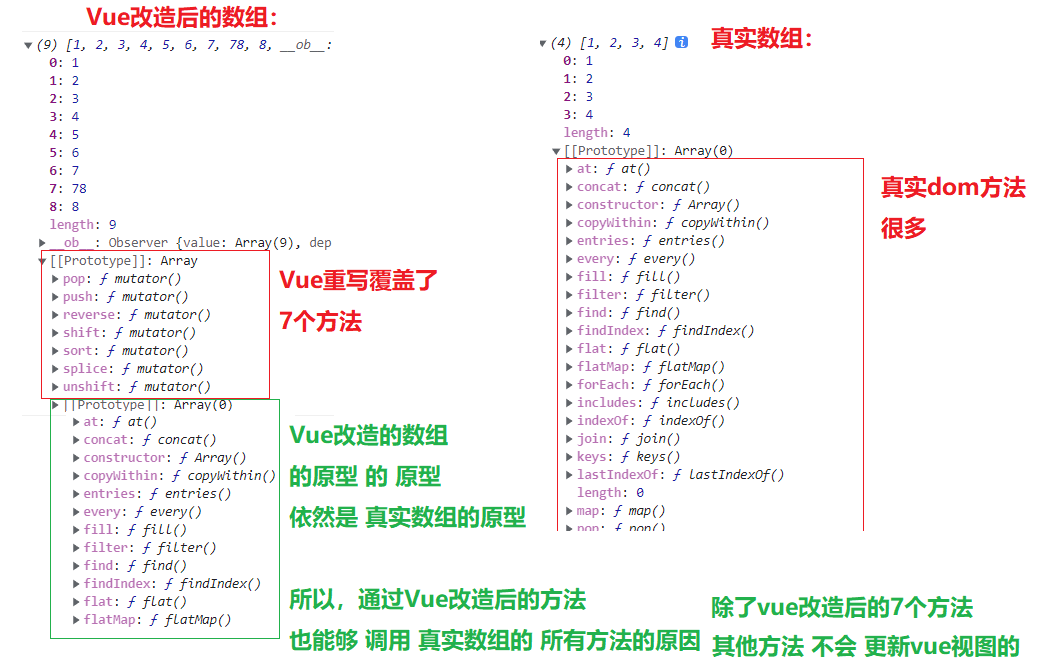 Vue改造后的数组：
(9) [1, 2, 3, 4, 5, 6, 7, 78, 8, __ob__:
0: 1
1: 2
2: 3
3: 4
4: 5
5: 6
6: 7
7: 78
8: 8
length: 9
__ob__: Observer {value: Array(9), dep
[[Prototype]]: Array
pop: ƒ mutator()
push: ƒ mutator()
reverse: ƒ mutator()
shift: ƒ mutator()
sort: ƒ mutator()
splice: ƒ mutator()
unshift: ƒ mutator()
Vue重写覆盖了
7个方法
[[Prototype]]: Array(0)
at: ƒ at()
concat: ƒ concat()
constructor: ƒ Array()
copyWithin: ƒ copyWithin()
entries: ƒ entries()
every: ƒ every()
fill: ƒ fill()
filter: ƒ filter()
find: ƒ find()
findIndex: ƒ findIndex()
flat: ƒ flat()
flatMap: ƒ flatMap()
Vue改造的数组
的原型 的 原型
依然是 真实数组的原型
所以，通过Vue改造后的方法
也能够 调用 真实数组的 所有方法的原因
真实数组：
(4) [1, 2, 3, 4] i
0: 1
1: 2
2: 3
3: 4
length: 4
[[Prototype]]: Array(0)
at: ƒ at()
concat: ƒ concat()
constructor: ƒ Array()
copyWithin: ƒ copyWithin()
entries: ƒ entries()
every: ƒ every()
fill: ƒ fill()
filter: ƒ filter()
find: ƒ find()
findIndex: ƒ findIndex()
flat: ƒ flat()
flatMap: ƒ flatMap()
forEach: ƒ forEach()
includes: ƒ includes()
indexOf: ƒ indexOf()
join: ƒ join()
keys: ƒ keys()
lastIndexOf: ƒ lastIndexOf()
length: 0
map: ƒ map()
pop: ƒ pop()
真实dom方法
很多
除了vue改造后的7个方法
其他方法 不会 更新vue视图的